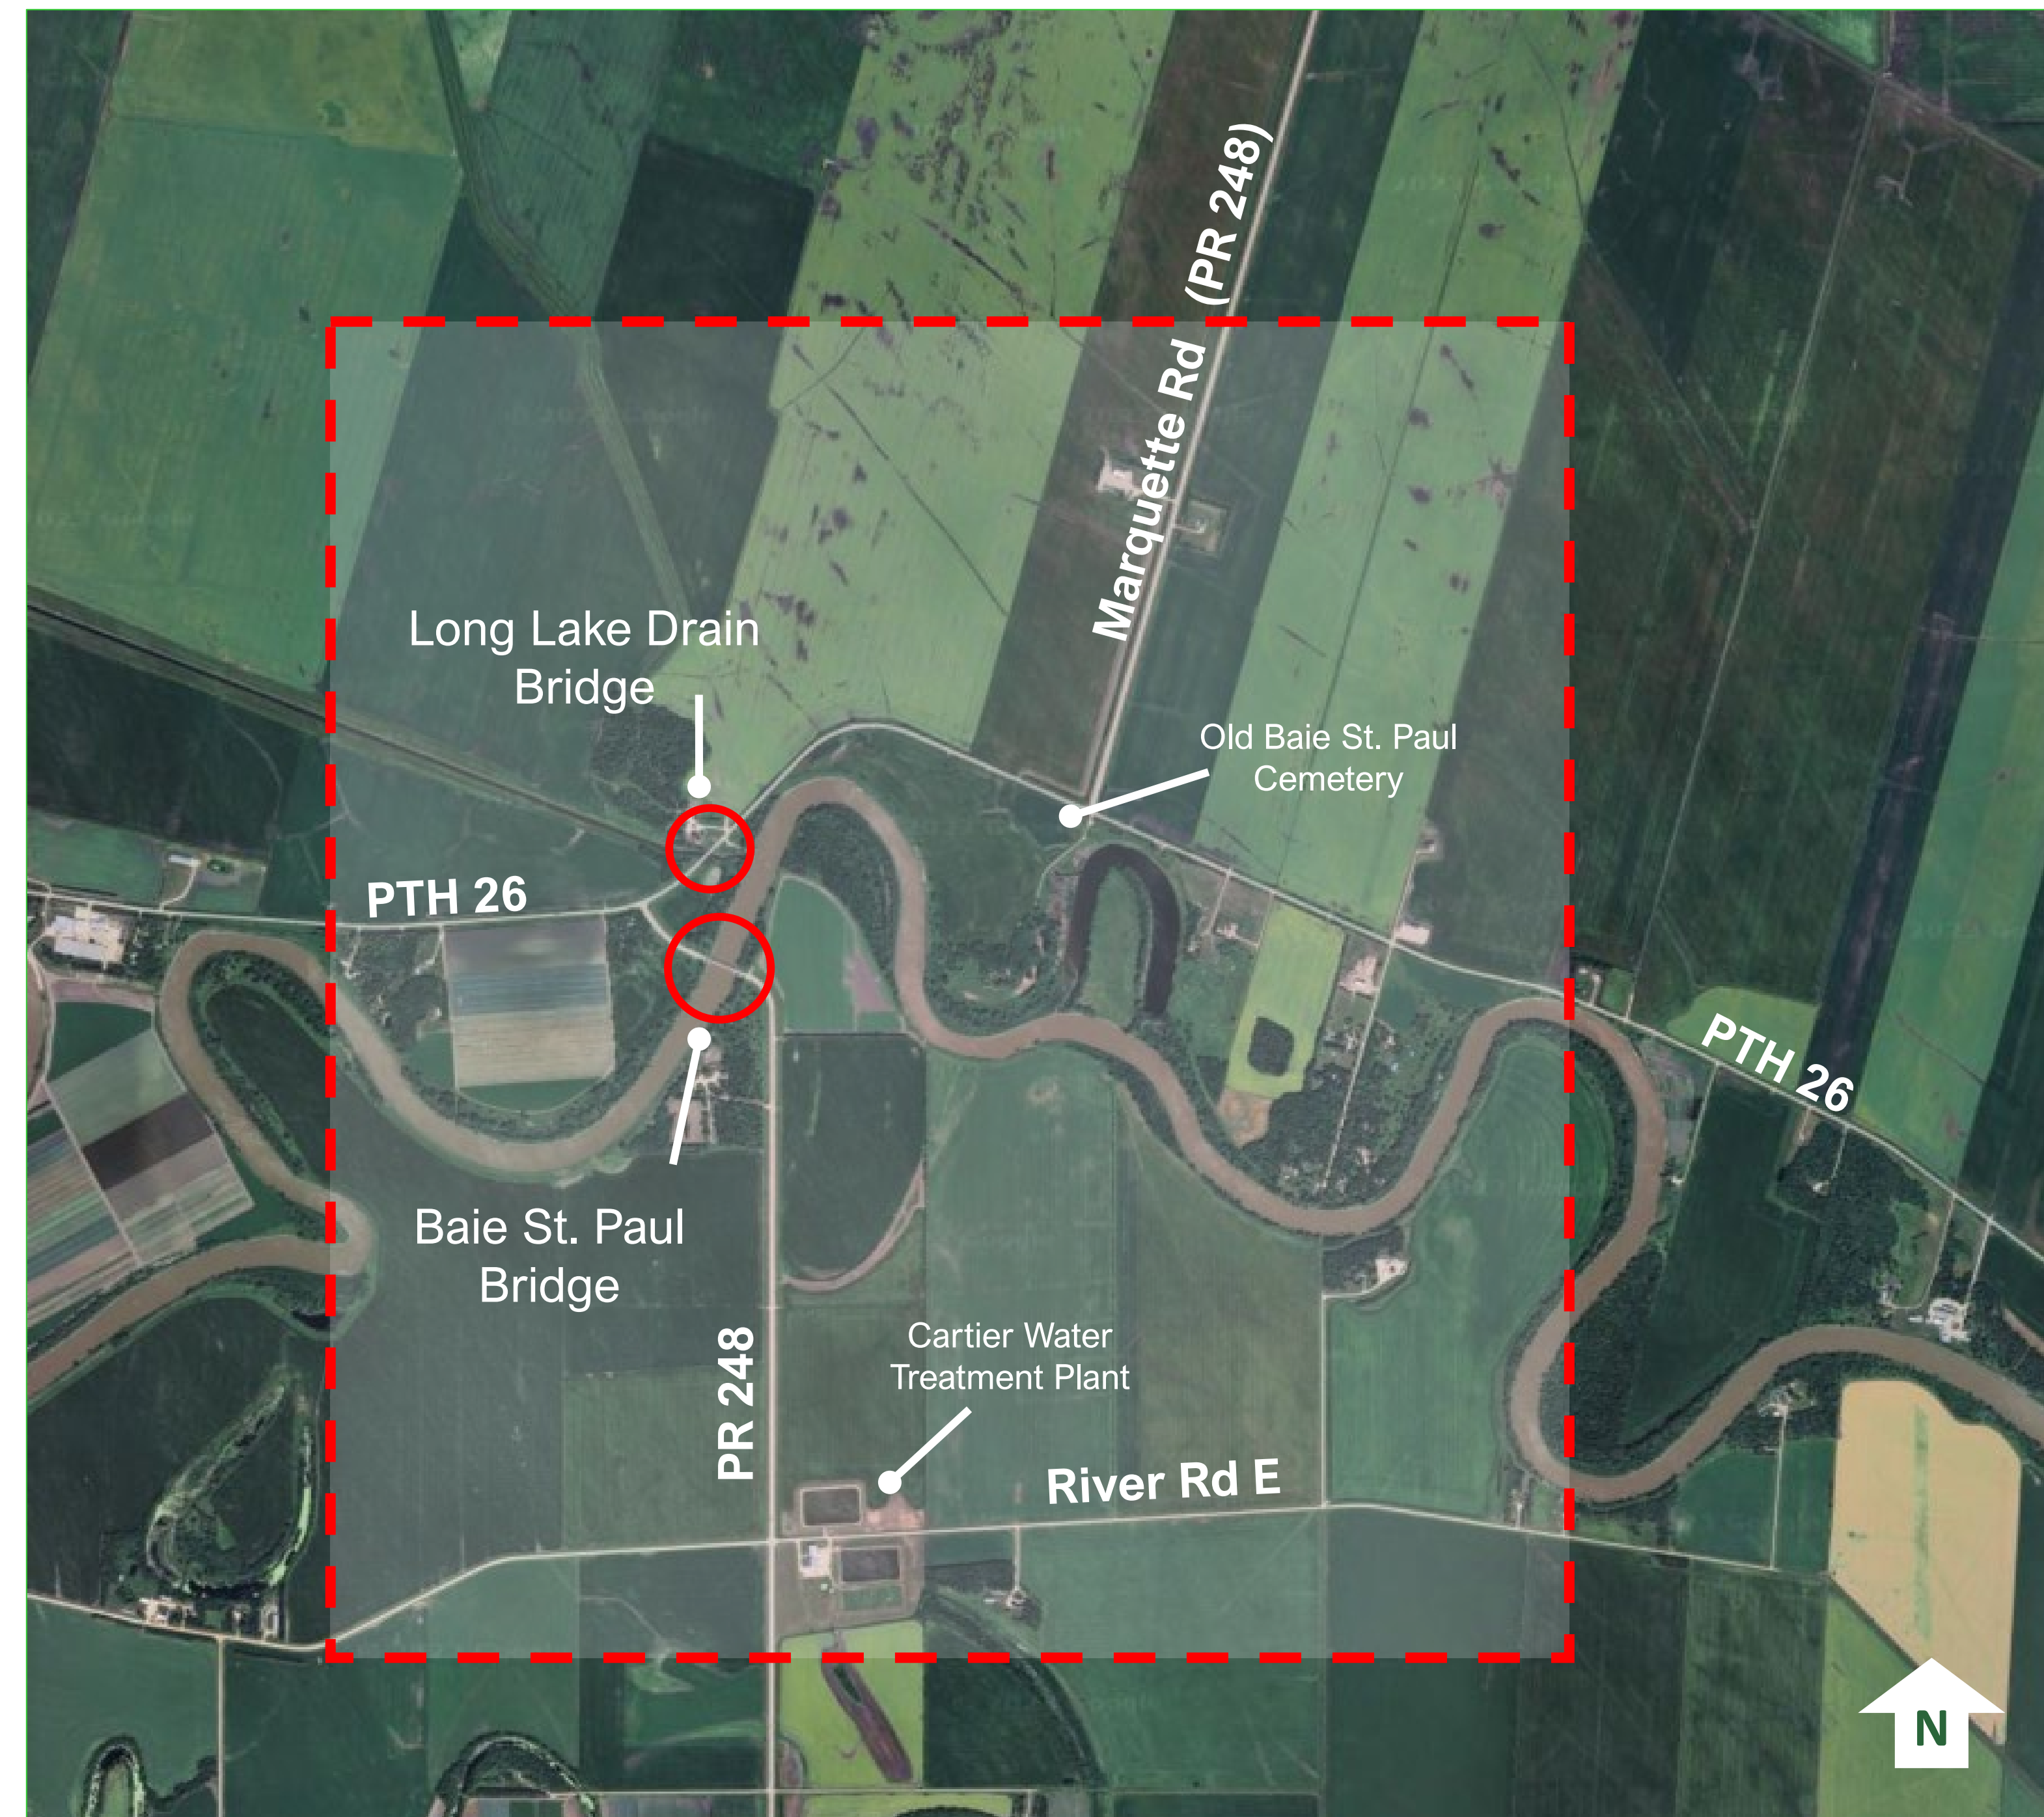 Marquette Rd (PR 248)
Long Lake Drain
Bridge
Old Baie St. Paul
Cemetery
PTH 26
PTH 26
Baie St. Paul
Bridge
PR 248
Cartier Water
Treatment Plant
River Rd E
N